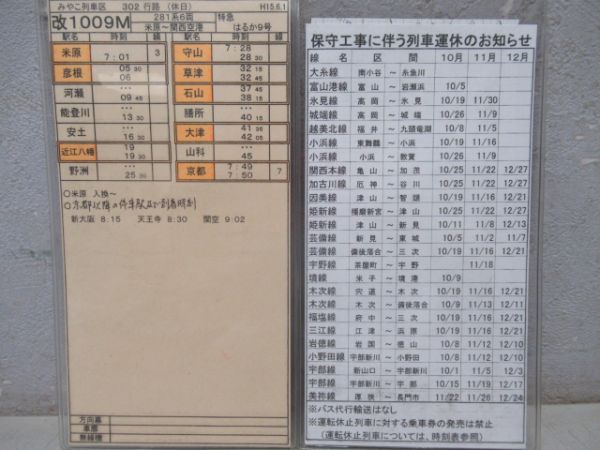 みやこ列車区 302 行路 (休日) H15.6.1
改1009M 281系6両 特急
米原～関西空港 はるか9号
駅名 時刻 駅名 時刻
米原 7:01 3
彦根 05 30 06
河瀬 … 09 45
能登川 … 13 30
安土 … 16 30
近江八幡 19 19 30
野洲 … 25 30
守山 7:28 28 30
草津 32 32 45
石山 37 38 15
膳所 … 40 15
大津 41 42
山科 … 45
京都 7:49 7:50 7
○米原 入換～
新大阪 8:15 天王寺 8:30 関空 9:02
方向幕
車票
無線機
保守工事に伴う列車運休のお知らせ
線名 区間 10月 11月 12月
大糸線 南小谷 ～ 糸魚川
富山港線 富山 ～ 岩瀬浜 10/5
氷見線 高岡 ～ 氷見 10/19 11/30
城端線 高岡 ～ 城端 10/26 11/9
越美北線 福井 ～ 九頭竜湖 10/8 11/5
小浜線 東舞鶴 ～ 小浜 10/19 11/16
小浜線 小浜 ～ 敦賀 10/26 11/9
関西本線 亀山 ～ 加茂 10/25 11/22 12/27
加古川線 厄神 ～ 谷川 10/25 11/22 12/27
因美線 津山 ～ 智頭 10/19 11/16 12/21
姫新線 播磨新宮 ～ 津山 10/25 11/22 12/27
姫新線 津山 ～ 新見 10/8 11/12 12/10
芸備線 新見 ～ 東城 10/5 11/2 11/7
芸備線 備後落合 ～ 三次 10/19 11/16 12/21
宇野線 茶屋町 ～ 宇野 11/18
境線 米子 ～ 境港 10/9
木次線 宍道 ～ 木次 10/19 11/16 12/21
木次線 木次 ～ 備後落合 10/9 11/13 12/11
福塩線 府中 ～ 三次 10/19 11/16 12/21
三江線 江津 ～ 浜原 10/19 11/16 12/21
岩徳線 岩国 ～ 徳山 10/8 11/12 12/10
小野田線 宇部新川 ～ 小野田 10/8 11/12 12/10
宇部線 新山口 ～ 宇部新川 10/1 11/5 12/3
宇部線 宇部新川 ～ 宇部 10/15 11/19 12/17
美祢線 厚狭 ～ 長門市 11/22 11/26 12/24
※バス代行輸送はなし
※運転休止列車に対する乗車券の発売は禁止
(運転休止列車については、時刻表参照)